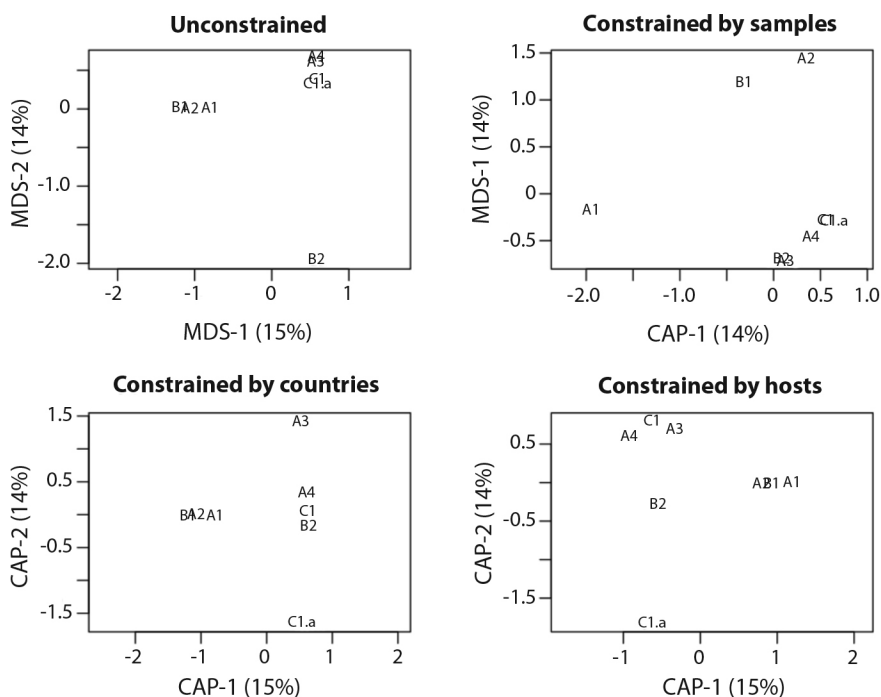 Unconstrained
0
-1.0
-2.0
MDS-2 (14%)
A4
A3
C1
C1.a
B1 A2 A1
B2
-2 -1 0 1
MDS-1 (15%)
Constrained by samples
1.5
1.0
0.5
0
-0.5
MDS-1 (14%)
A2
B1
A1
C1 C1.a
A4
B2 A3
-2.0 -1.0 0 0.5 1.0
CAP-1 (14%)
Constrained by countries
1.5
0.5
-0.5
-1.5
CAP-2 (14%)
A3
A4
B1 A2 A1
C1
B2
C1.a
-2 -1 0 1 2
CAP-1 (15%)
Constrained by hosts
0.5
-0.5
-1.5
CAP-2 (14%)
C1
A4 A3
A2 B1 A1
B2
C1.a
-1 0 1 2
CAP-1 (15%)